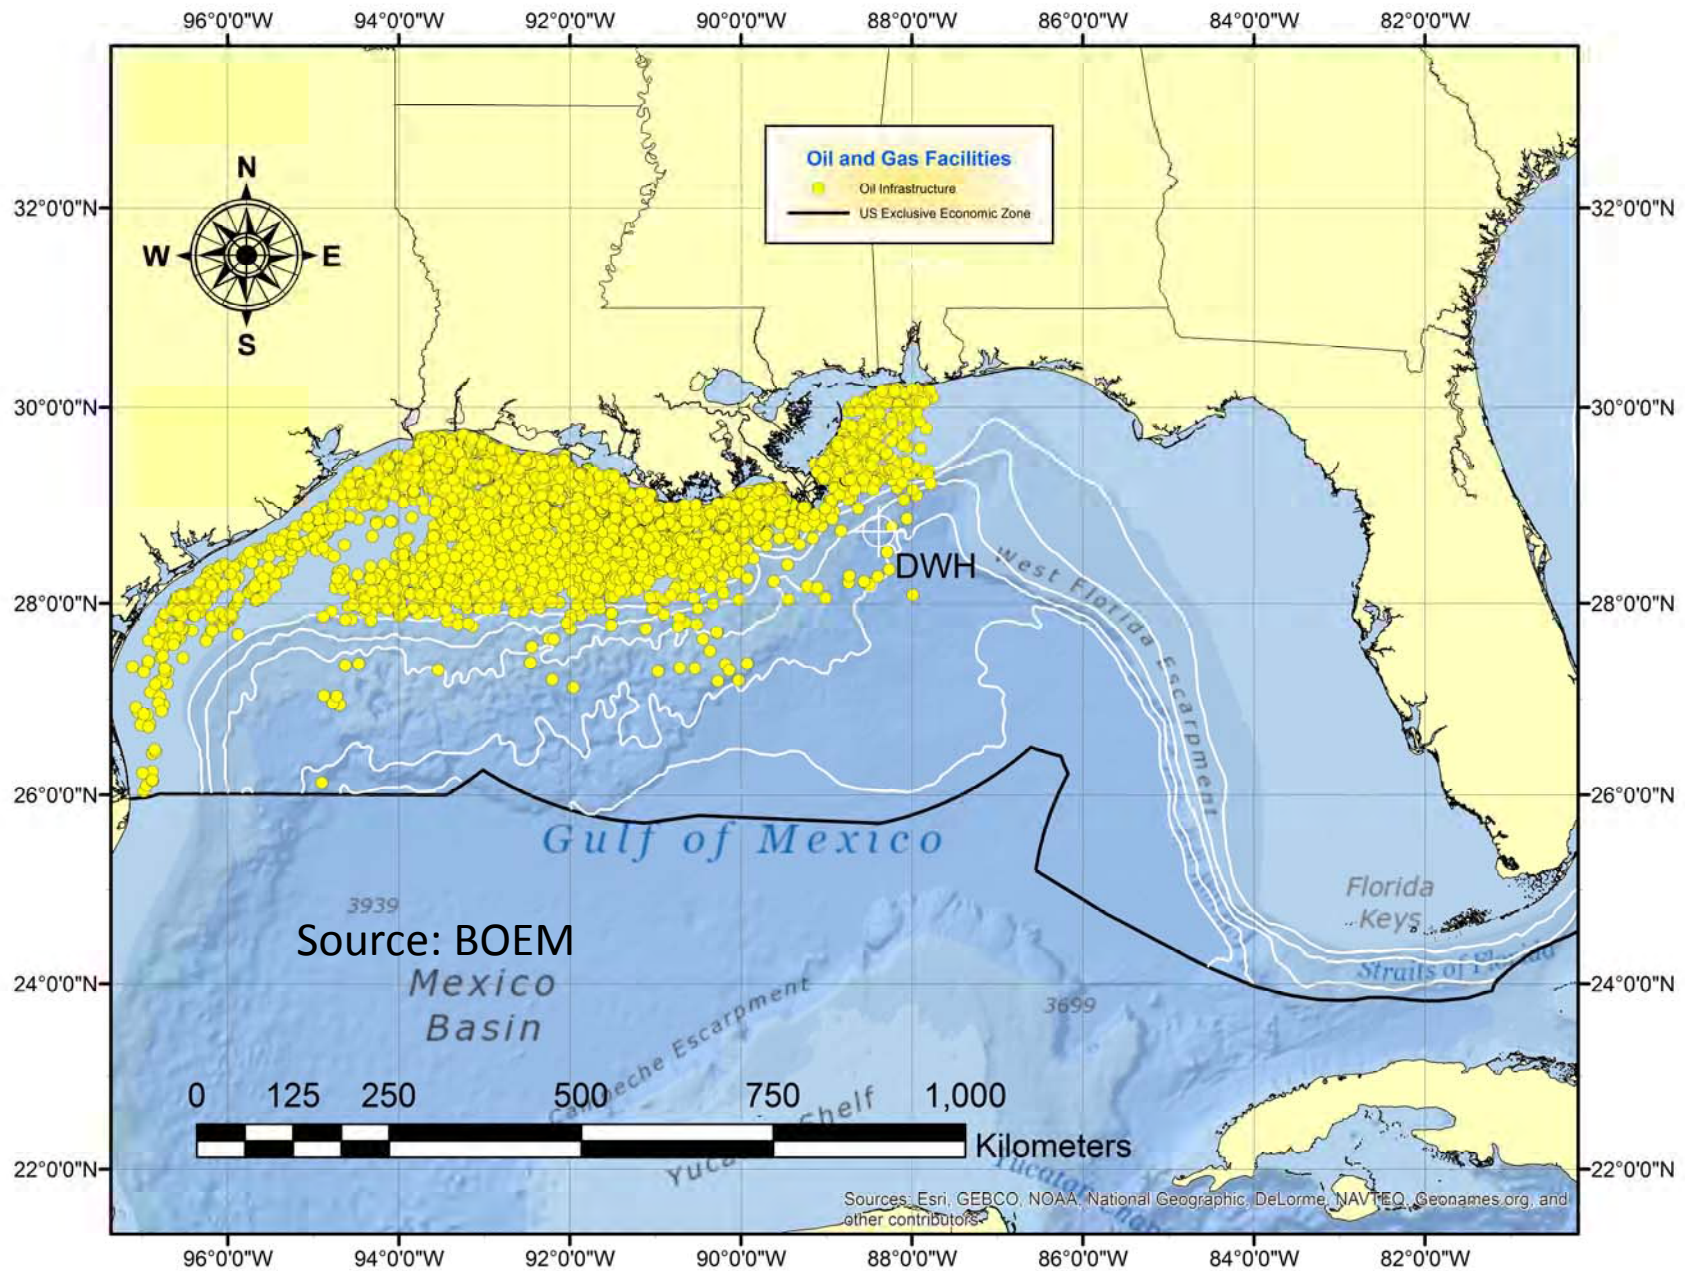 96°0'0"W 94°0'0"W 92°0'0"W 90°0'0"W 88°0'0"W 86°0'0"W 84°0'0"W 82°0'0"W
Oil and Gas Facilities
Oil Infrastructure
US Exclusive Economic Zone
N
W E
S
32°0'0"N 32°0'0"N
30°0'0"N 30°0'0"N
DWH
West Florida Escarpment
28°0'0"N 28°0'0"N
26°0'0"N 26°0'0"N
Gulf of Mexico
Florida
Keys
3939
Source: BOEM
Straits of Florida
Mexico
Basin
24°0'0"N 24°0'0"N
3699
Campeche Escarpment
0 125 250 500 750 1,000
Kilometers
Shelf
22°0'0"N 22°0'0"N
Sources: Esri, GEBCO, NOAA, National Geographic, DeLorme, NAVTEQ, Geonames.org, and
other contributors
96°0'0"W 94°0'0"W 92°0'0"W 90°0'0"W 88°0'0"W 86°0'0"W 84°0'0"W 82°0'0"W